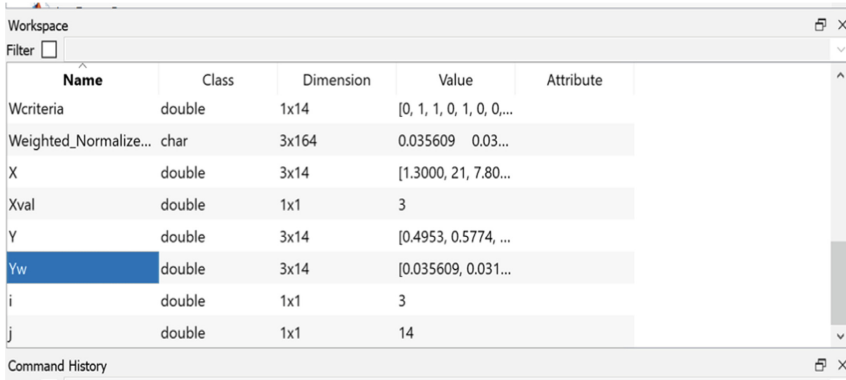 Workspace
Filter
Name Class Dimension Value Attribute
Wcriteria double 1x14 [0, 1, 1, 0, 1, 0, 0,...
Weighted_Normalize... char 3x164 0.035609 0.03...
X double 3x14 [1.3000, 21, 7.80...
Xval double 1x1 3
Y double 3x14 [0.4953, 0.5774, ...
Yw double 3x14 [0.035609, 0.031...
i double 1x1 3
j double 1x1 14
Command History